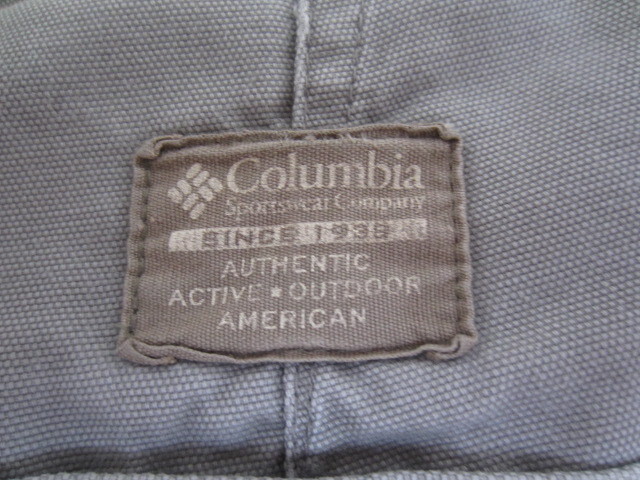 Columbia
Sportswear Company
SINCE 1938
AUTHENTIC
ACTIVE ★ OUTDOOR
AMERICAN